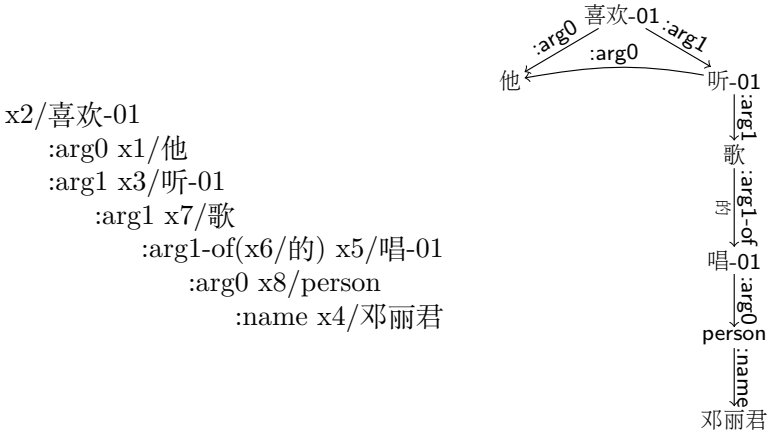 x2/喜欢-01
:arg0 x1/他
:arg1 x3/听-01
:arg1 x7/歌
:arg1-of(x6/的) x5/唱-01
:arg0 x8/person
:name x4/邓丽君
喜欢-01
:arg0
:arg1
:arg0
他
听-01
:arg1
歌
:arg1-of
的
唱-01
:arg0
person
:name
邓丽君